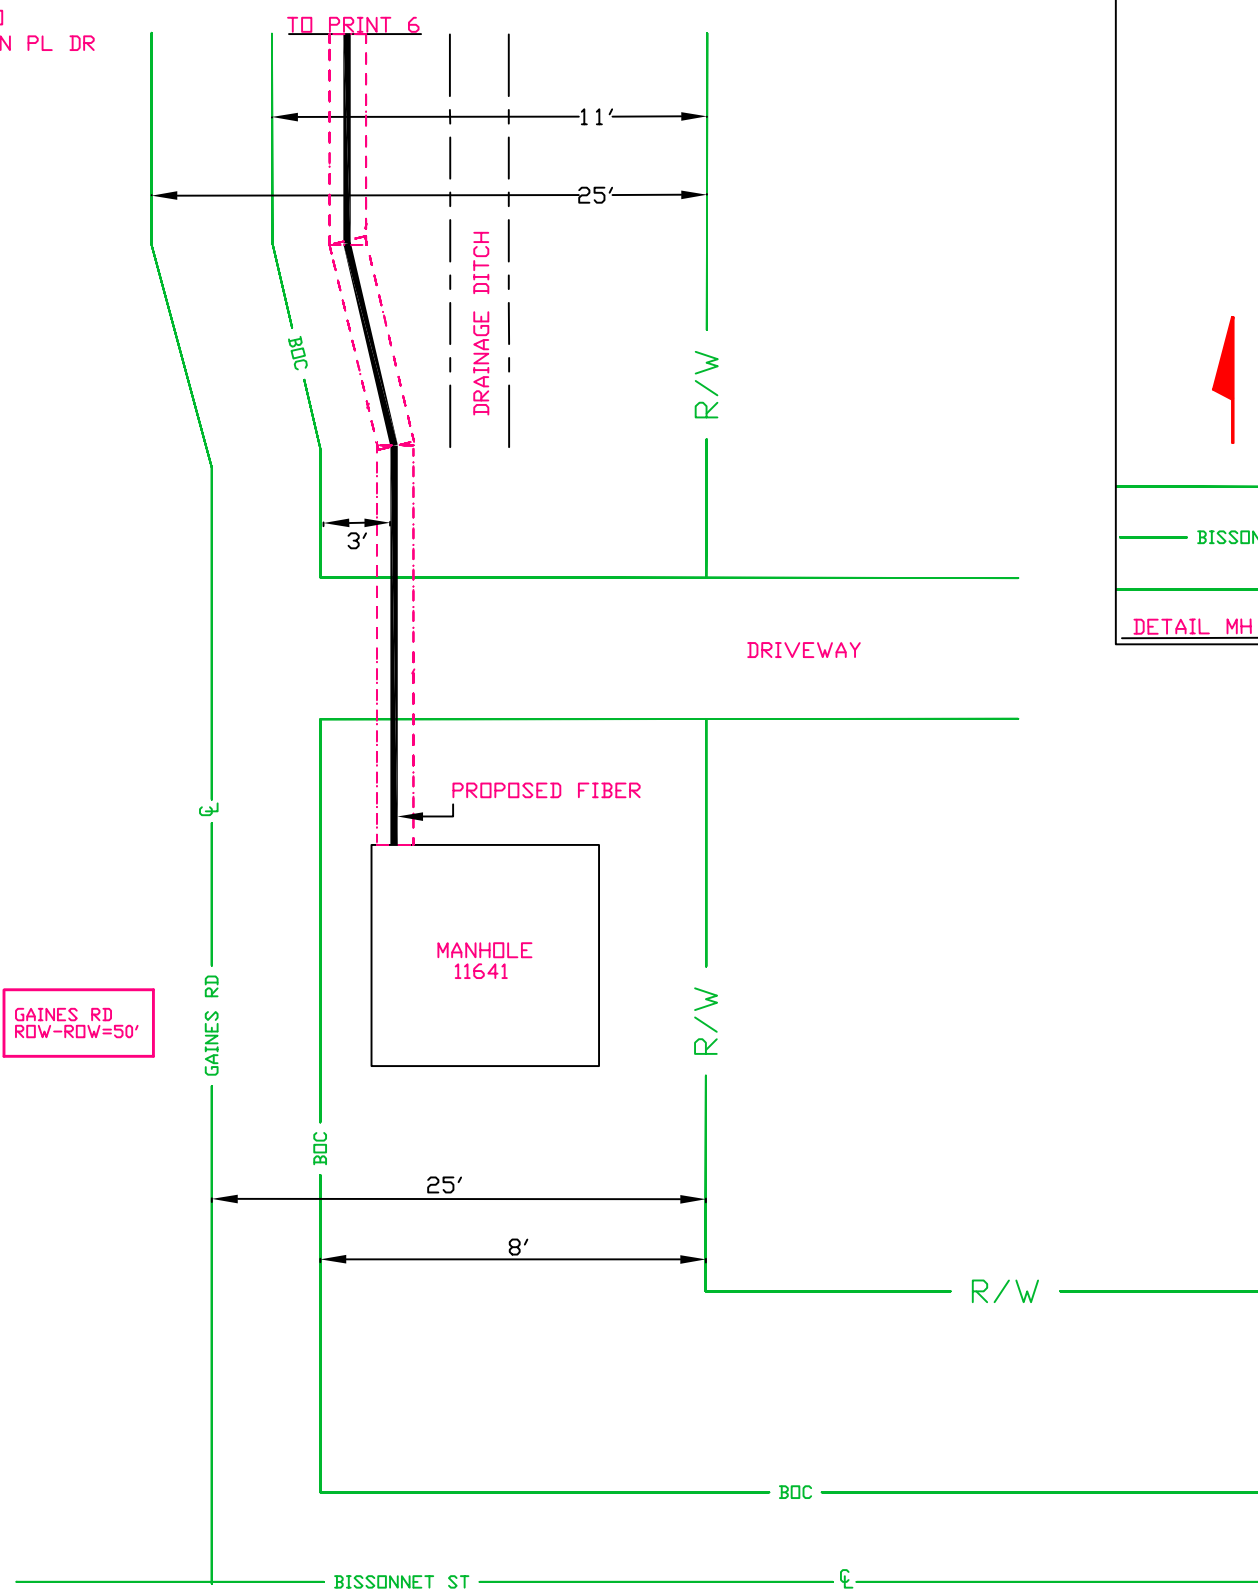 N PL DR
TO PRINT 6
11'
25'
DRAINAGE DITCH
BOC
R/W
3'
BISSON
DETAIL MH
DRIVEWAY
PROPOSED FIBER
℄
MANHOLE
11641
GAINES RD
ROW-ROW=50'
GAINES RD
R/W
BOC
25'
8'
R/W
BOC
BISSONNET ST
℄